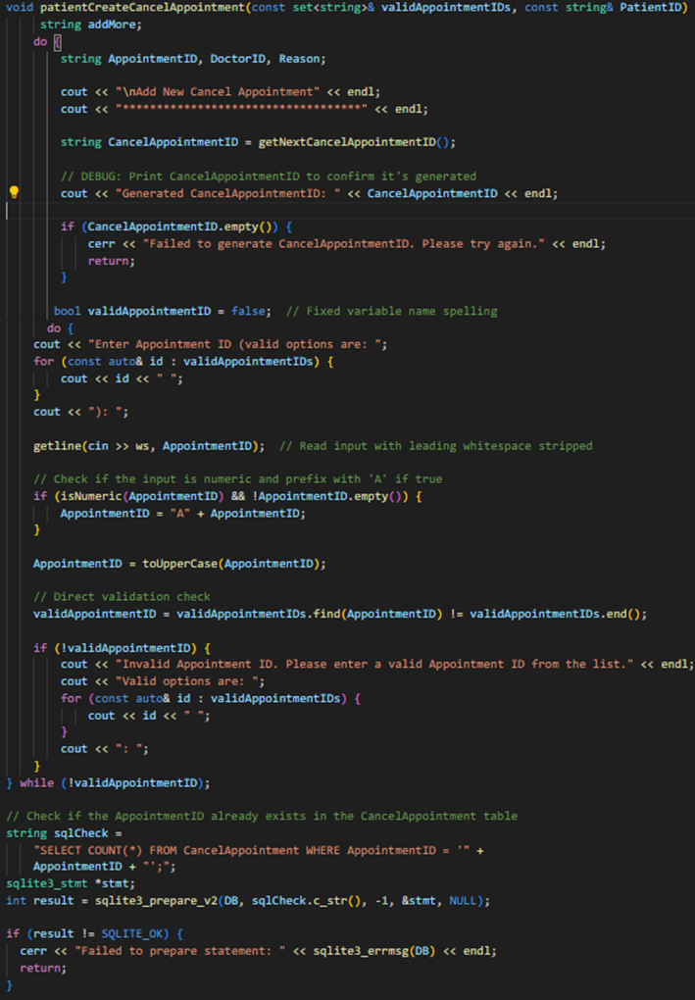 void patientCreateCancelAppointment(const set<string>& validAppointmentIDs, const string& PatientID)
string addMore;
do {
string AppointmentID, DoctorID, Reason;
cout << "\nAdd New Cancel Appointment" << endl;
cout << "***********************************" << endl;
string CancelAppointmentID = getNextCancelAppointmentID();
// DEBUG: Print CancelAppointmentID to confirm it's generated
cout << "Generated CancelAppointmentID: " << CancelAppointmentID << endl;
if (CancelAppointmentID.empty()) {
cerr << "Failed to generate CancelAppointmentID. Please try again." << endl;
return;
}
bool validAppointmentID = false;  // Fixed variable name spelling
do {
cout << "Enter Appointment ID (valid options are: ";
for (const auto& id : validAppointmentIDs) {
cout << id << " ";
}
cout << "): ";
getline(cin >> ws, AppointmentID);  // Read input with leading whitespace stripped
// Check if the input is numeric and prefix with 'A' if true
if (isNumeric(AppointmentID) && !AppointmentID.empty()) {
AppointmentID = "A" + AppointmentID;
}
AppointmentID = toUpperCase(AppointmentID);
// Direct validation check
validAppointmentID = validAppointmentIDs.find(AppointmentID) != validAppointmentIDs.end();
if (!validAppointmentID) {
cout << "Invalid Appointment ID. Please enter a valid Appointment ID from the list." << endl;
cout << "Valid options are: ";
for (const auto& id : validAppointmentIDs) {
cout << id << " ";
}
cout << ": ";
}
} while (!validAppointmentID);
// Check if the AppointmentID already exists in the CancelAppointment table
string sqlCheck =
"SELECT COUNT(*) FROM CancelAppointment WHERE AppointmentID = '" +
AppointmentID + "';";
sqlite3_stmt *stmt;
int result = sqlite3_prepare_v2(DB, sqlCheck.c_str(), -1, &stmt, NULL);
if (result != SQLITE_OK) {
cerr << "Failed to prepare statement: " << sqlite3_errmsg(DB) << endl;
return;
}